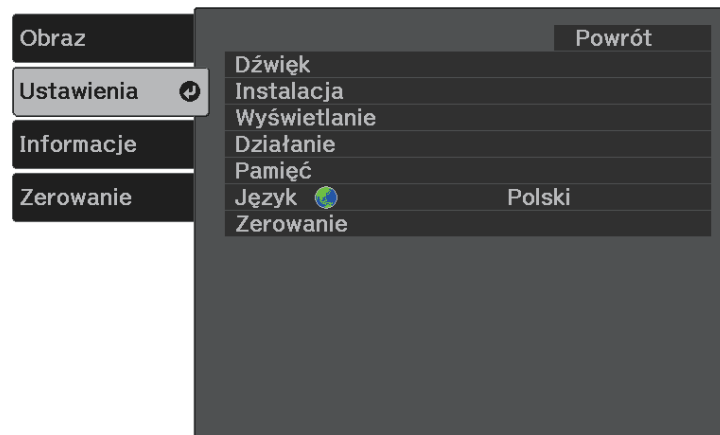 Obraz
Ustawienia
Informacje
Zerowanie
Powrót
Dźwięk
Instalacja
Wyświetlanie
Działanie
Pamięć
Język Polski
Zerowanie